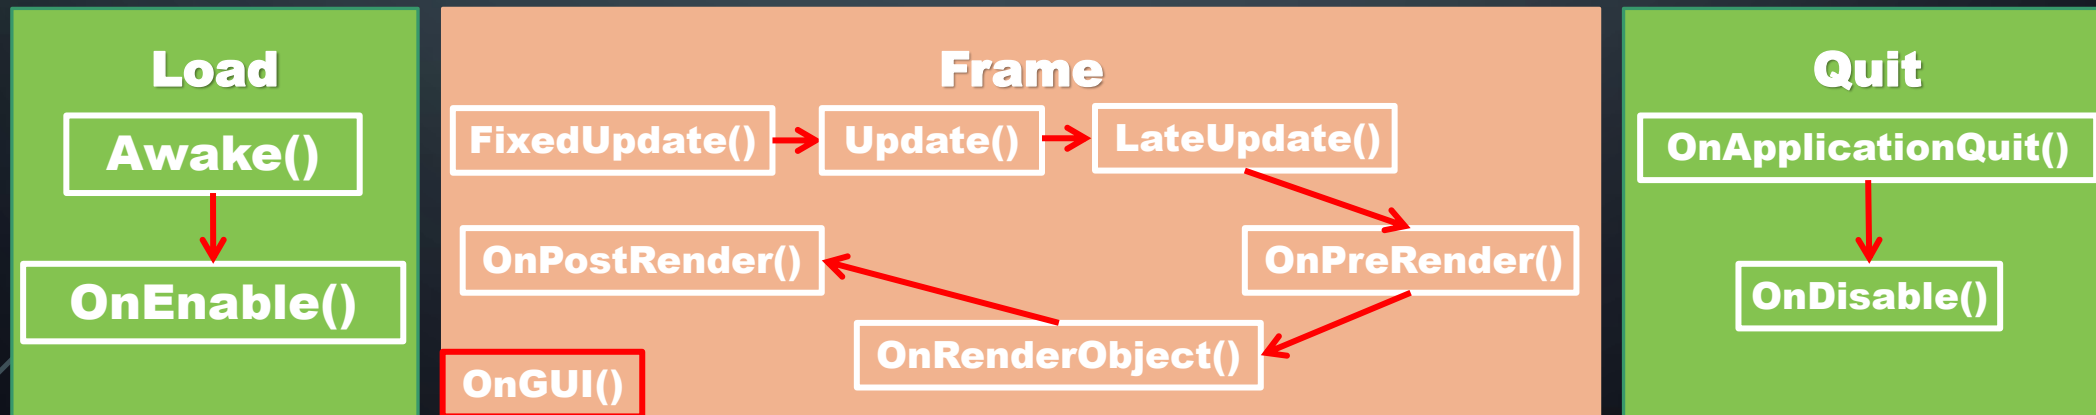 Load
Awake()
OnEnable()
Frame
FixedUpdate()
Update()
LateUpdate()
OnPreRender()
OnRenderObject()
OnPostRender()
OnGUI()
Quit
OnApplicationQuit()
OnDisable()